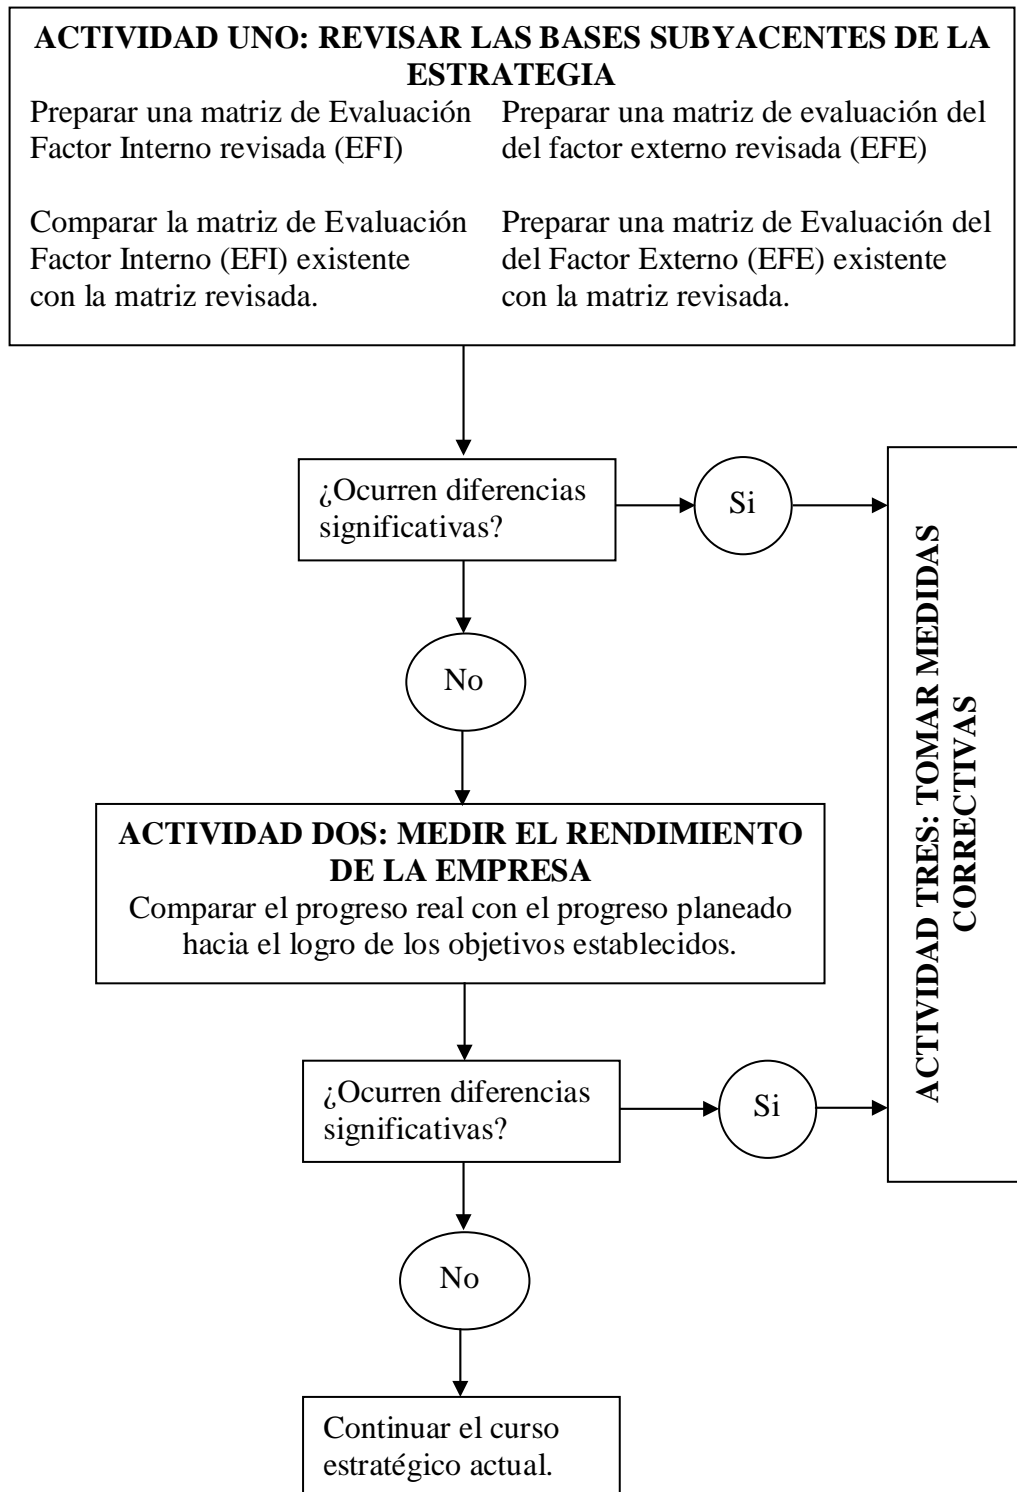 ACTIVIDAD UNO: REVISAR LAS BASES SUBYACENTES DE LA
ESTRATEGIA
Preparar una matriz de Evaluación
Factor Interno revisada (EFI)
Preparar una matriz de evaluación del
del factor externo revisada (EFE)
Comparar la matriz de Evaluación
Factor Interno (EFI) existente
con la matriz revisada.
Preparar una matriz de Evaluación del
del Factor Externo (EFE) existente
con la matriz revisada.
¿Ocurren diferencias
significativas?
Si
No
ACTIVIDAD DOS: MEDIR EL RENDIMIENTO
DE LA EMPRESA
Comparar el progreso real con el progreso planeado
hacia el logro de los objetivos establecidos.
¿Ocurren diferencias
significativas?
Si
ACTIVIDAD TRES: TOMAR MEDIDAS
CORRECTIVAS
No
Continuar el curso
estratégico actual.